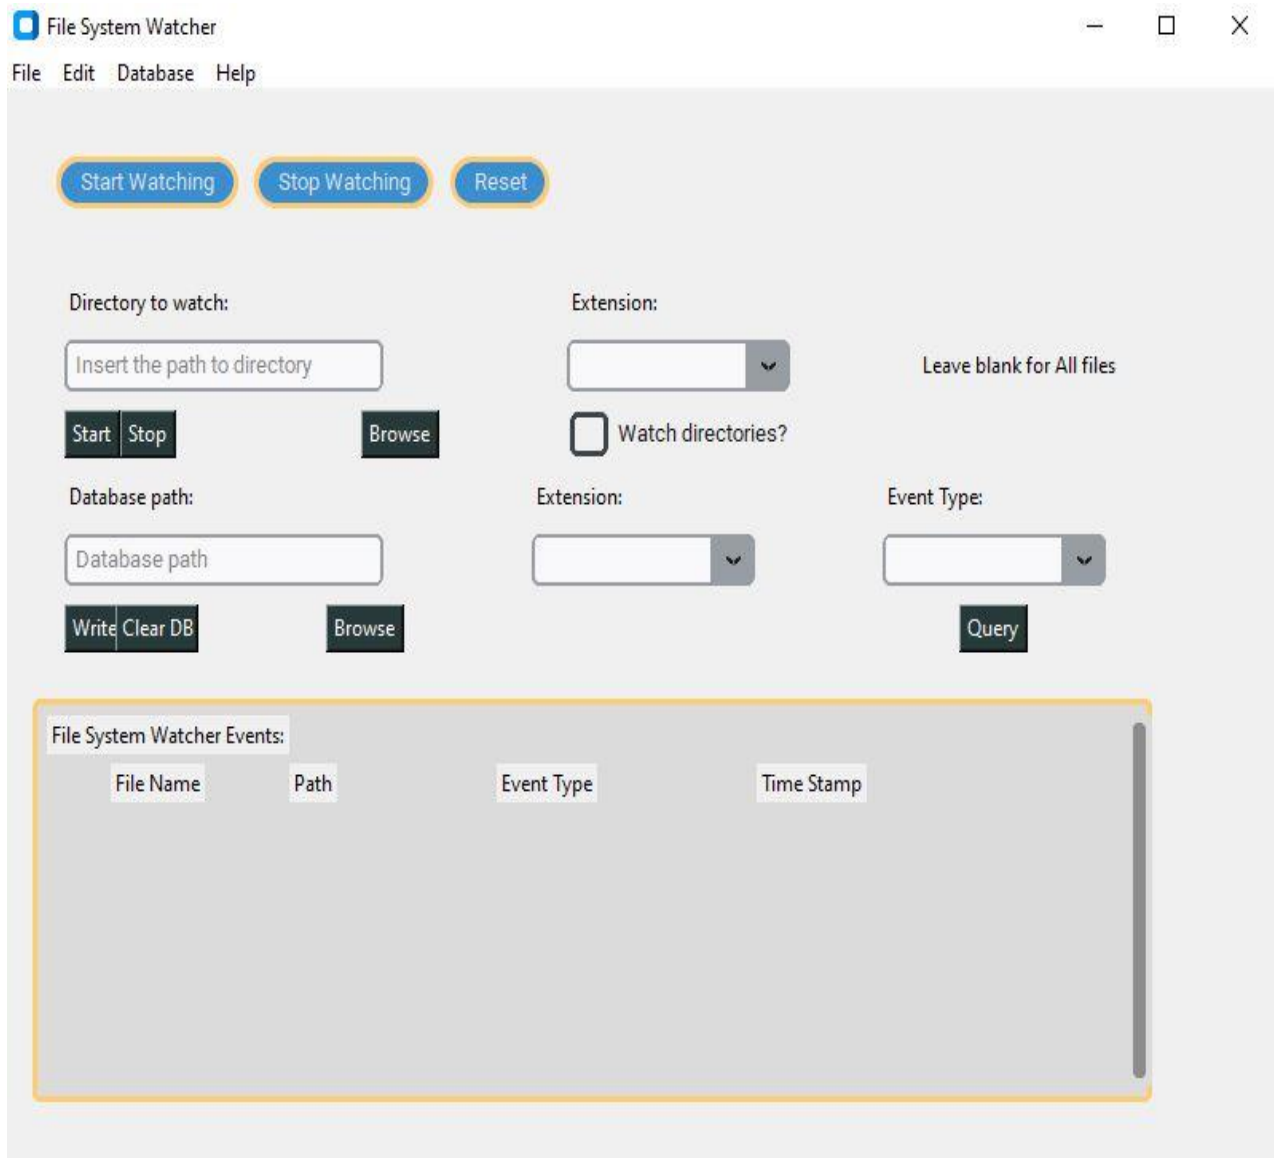 File System Watcher
File Edit Database Help
Start Watching Stop Watching Reset
Directory to watch: Extension:
Insert the path to directory Leave blank for All files
Start Stop Browse Watch directories?
Database path: Extension: Event Type:
Database path
Write Clear DB Browse Query
File System Watcher Events:
File Name Path Event Type Time Stamp